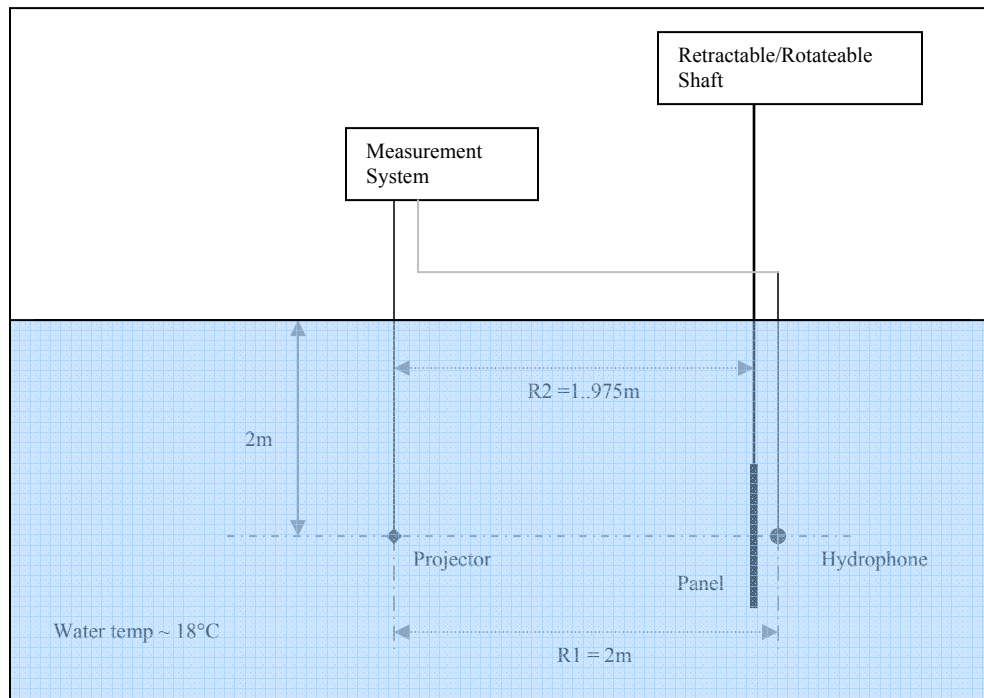 Retractable/Rotateable
Shaft
Measurement
System
R2 =1..975m
2m
Projector
Hydrophone
Panel
Water temp ~ 18°C
R1 = 2m